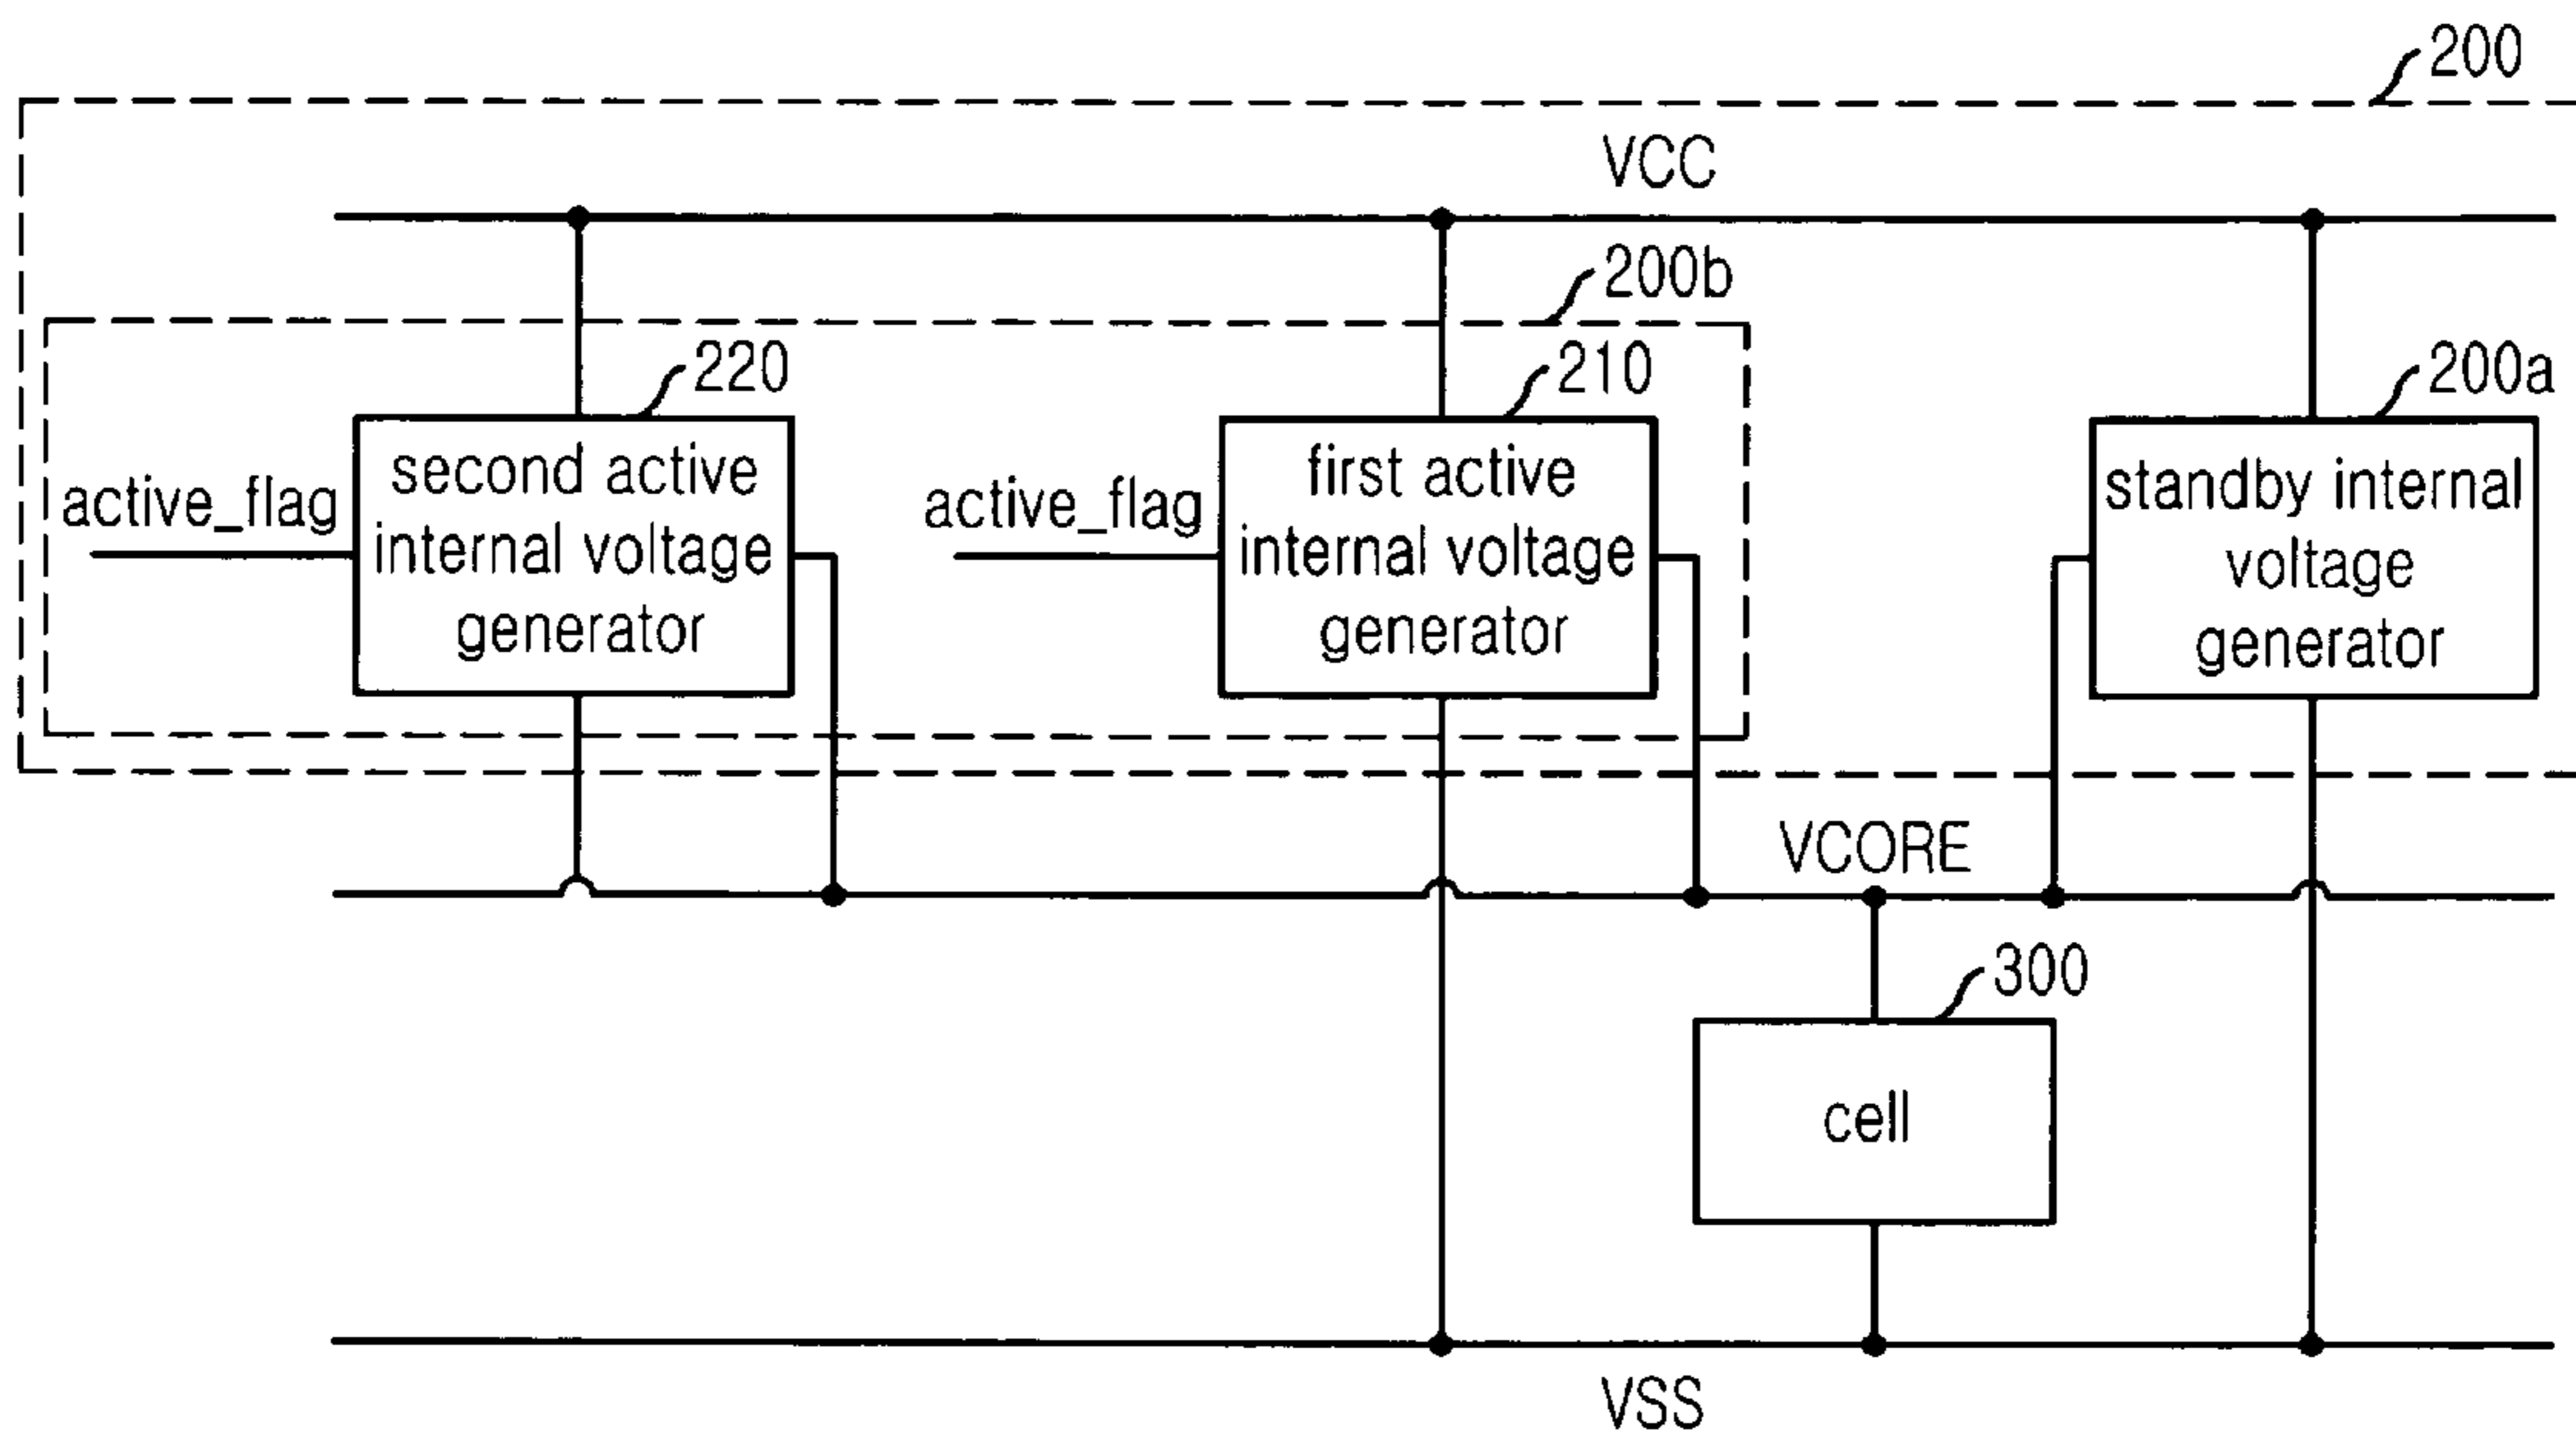 200
VCC
200b
220
210
200a
active_flag
second active
internal voltage
generator
active_flag
first active
internal voltage
generator
standby internal
voltage
generator
VCORE
300
cell
VSS